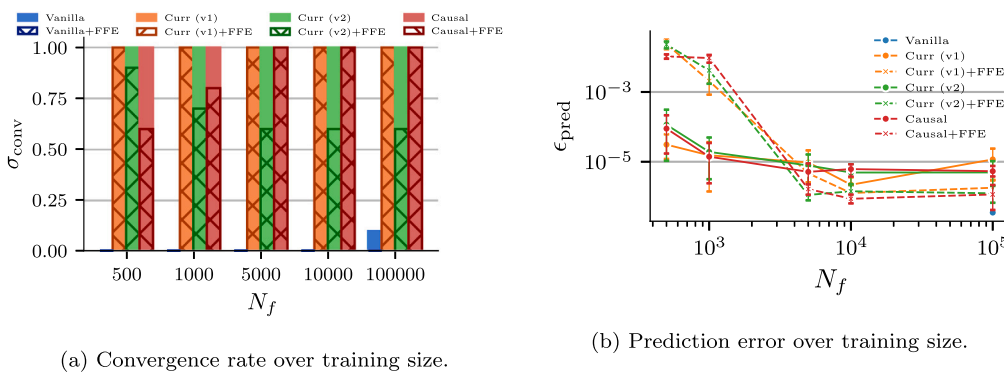 Vanilla Curr (v1) Curr (v2) Causal
Vanilla+FFE Curr (v1)+FFE Curr (v2)+FFE Causal+FFE
1.00
0.75
0.50
0.25
0.00
σconv
500 1000 5000 10000 100000
Nf
(a) Convergence rate over training size.
Vanilla
Curr (v1)
Curr (v1)+FFE
Curr (v2)
Curr (v2)+FFE
Causal
Causal+FFE
10−3
10−5
ϵpred
10³ 10⁴ 10⁵
Nf
(b) Prediction error over training size.